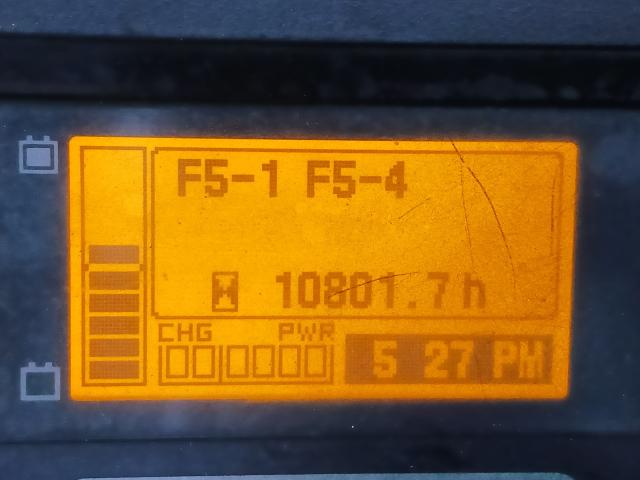 F5-1 F5-4
10801.7 h
CHG PWR
5 27 PM